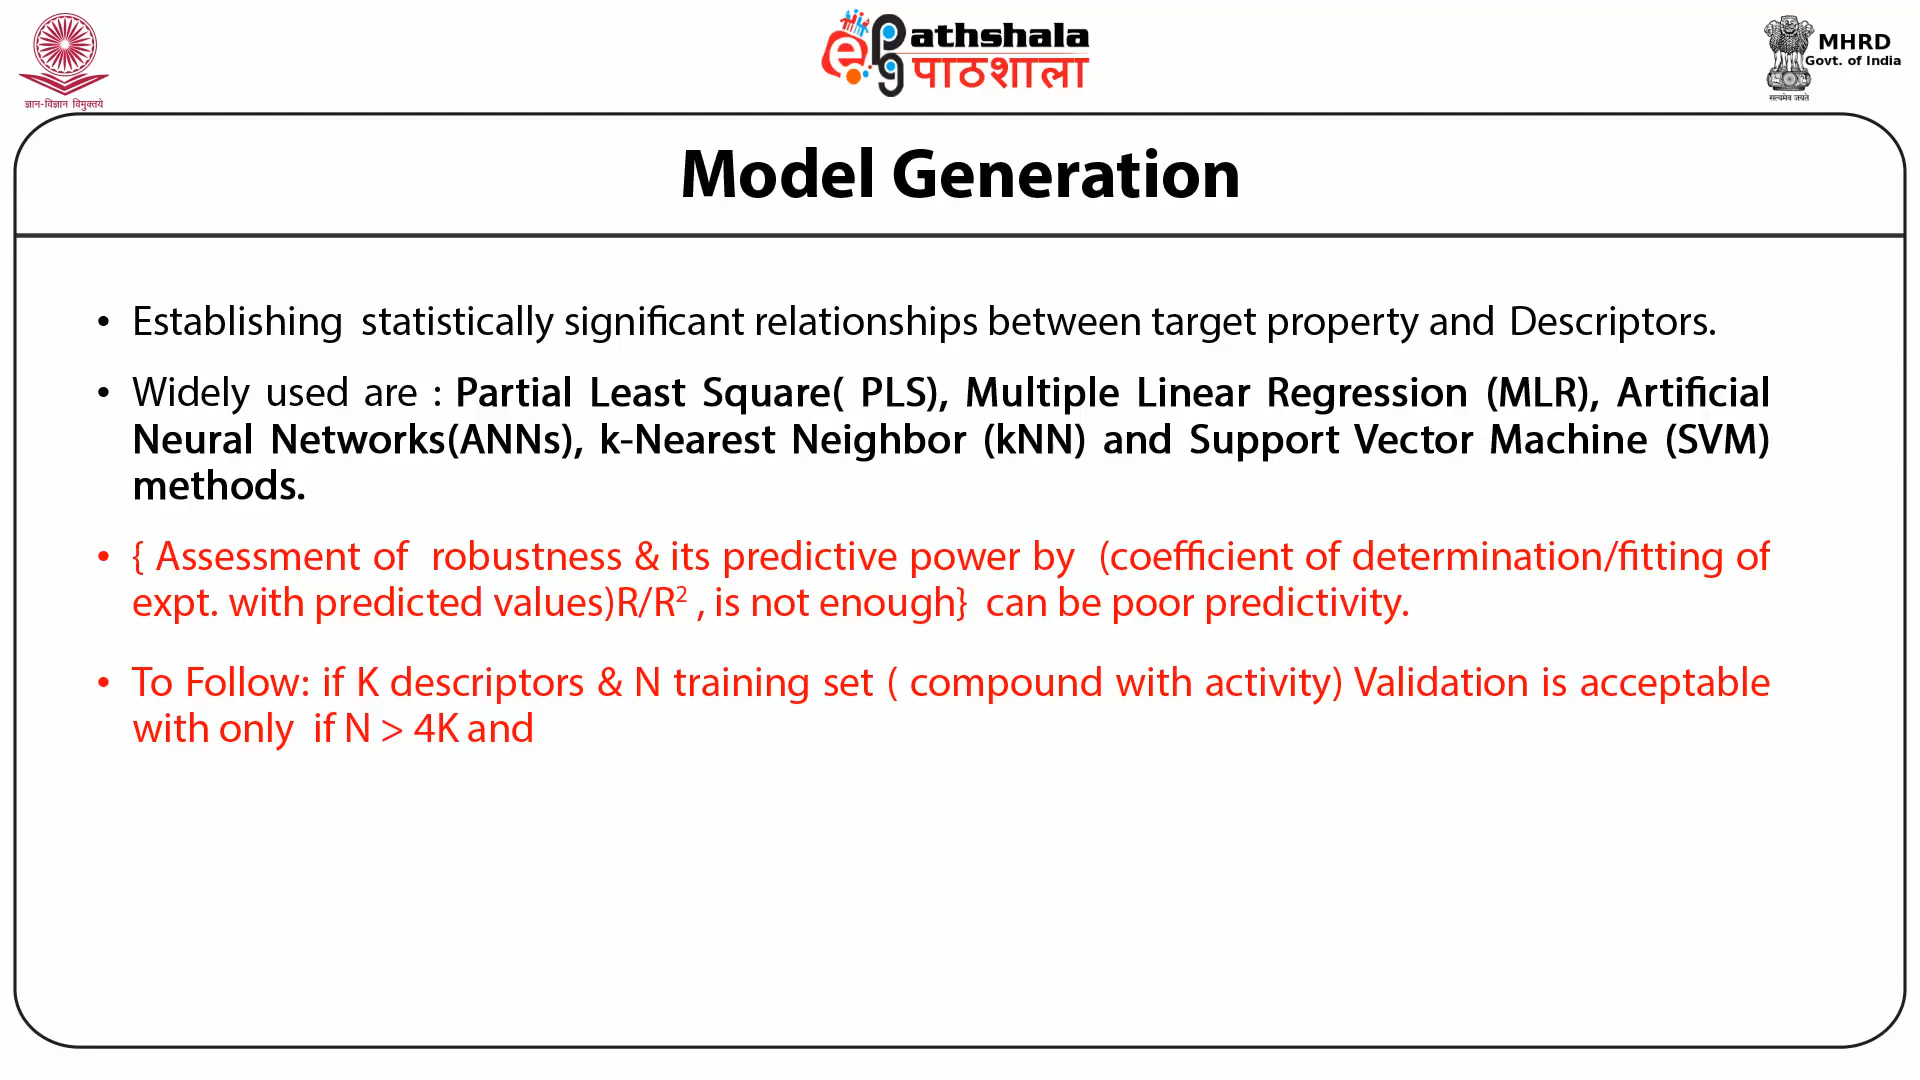 ज्ञान-विज्ञान विमुक्तये
ePathshala
पाठशाला
MHRD
Govt. of India
सत्यमेव जयते
Model Generation
• Establishing statistically significant relationships between target property and Descriptors.
• Widely used are : Partial Least Square( PLS), Multiple Linear Regression (MLR), Artificial
Neural Networks(ANNs), k-Nearest Neighbor (kNN) and Support Vector Machine (SVM)
methods.
• { Assessment of robustness & its predictive power by (coefficient of determination/fitting of
expt. with predicted values)R/R² , is not enough} can be poor predictivity.
• To Follow: if K descriptors & N training set ( compound with activity) Validation is acceptable
with only if N > 4K and